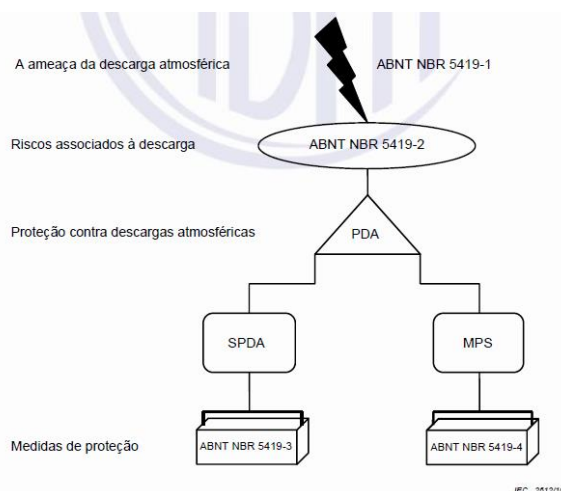 A ameaça da descarga atmosférica
ABNT NBR 5419-1
Riscos associados à descarga
ABNT NBR 5419-2
Proteção contra descargas atmosféricas
PDA
SPDA
MPS
Medidas de proteção
ABNT NBR 5419-3
ABNT NBR 5419-4